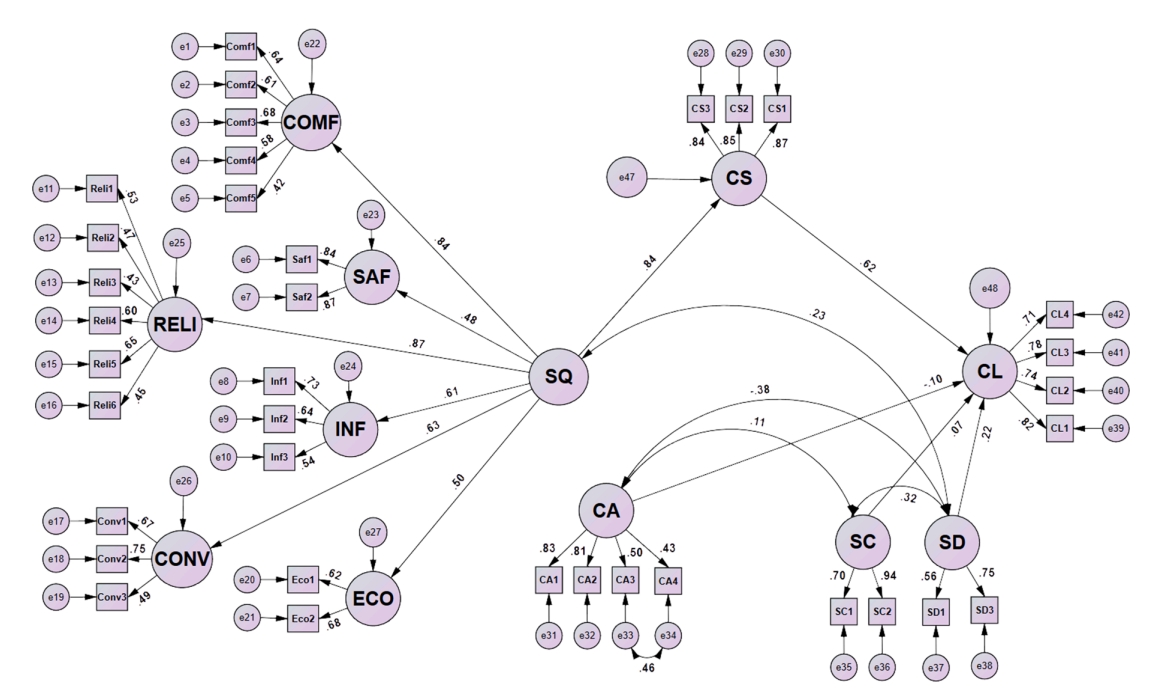 e1 Comf1 .64 e22
e2 Comf2 .61
e3 Comf3 .68 COMF
e4 Comf4 .58
e5 Comf5 .42
e28 e29 e30
CS3 CS2 CS1
.84 .85 .87
e47 CS
e11 Reli1 .53
e12 Reli2 .47 e25
e13 Reli3 .43
e14 Reli4 .60 RELI
e15 Reli5 .65
e16 Reli6 .45
e23
e6 Saf1 .84 SAF
e7 Saf2 .87
.84
.48
.87
.84
.62
.23
e24
e8 Inf1 .73
e9 Inf2 .64 INF
e10 Inf3 .54
.61
SQ
.63
.50
e48
CL
.71 CL4 e42
.78 CL3 e41
.74 CL2 e40
.82 CL1 e39
-.10
-.38
.11
.07
.22
.32
e26
e17 Conv1 .67
e18 Conv2 .75 CONV
e19 Conv3 .49
e27
e20 Eco1 .62 ECO
e21 Eco2 .68
CA
.83 .81 .50 .43
CA1 CA2 CA3 CA4
e31 e32 e33 e34
.46
SC SD
.70 .94 .56 .75
SC1 SC2 SD1 SD3
e35 e36 e37 e38